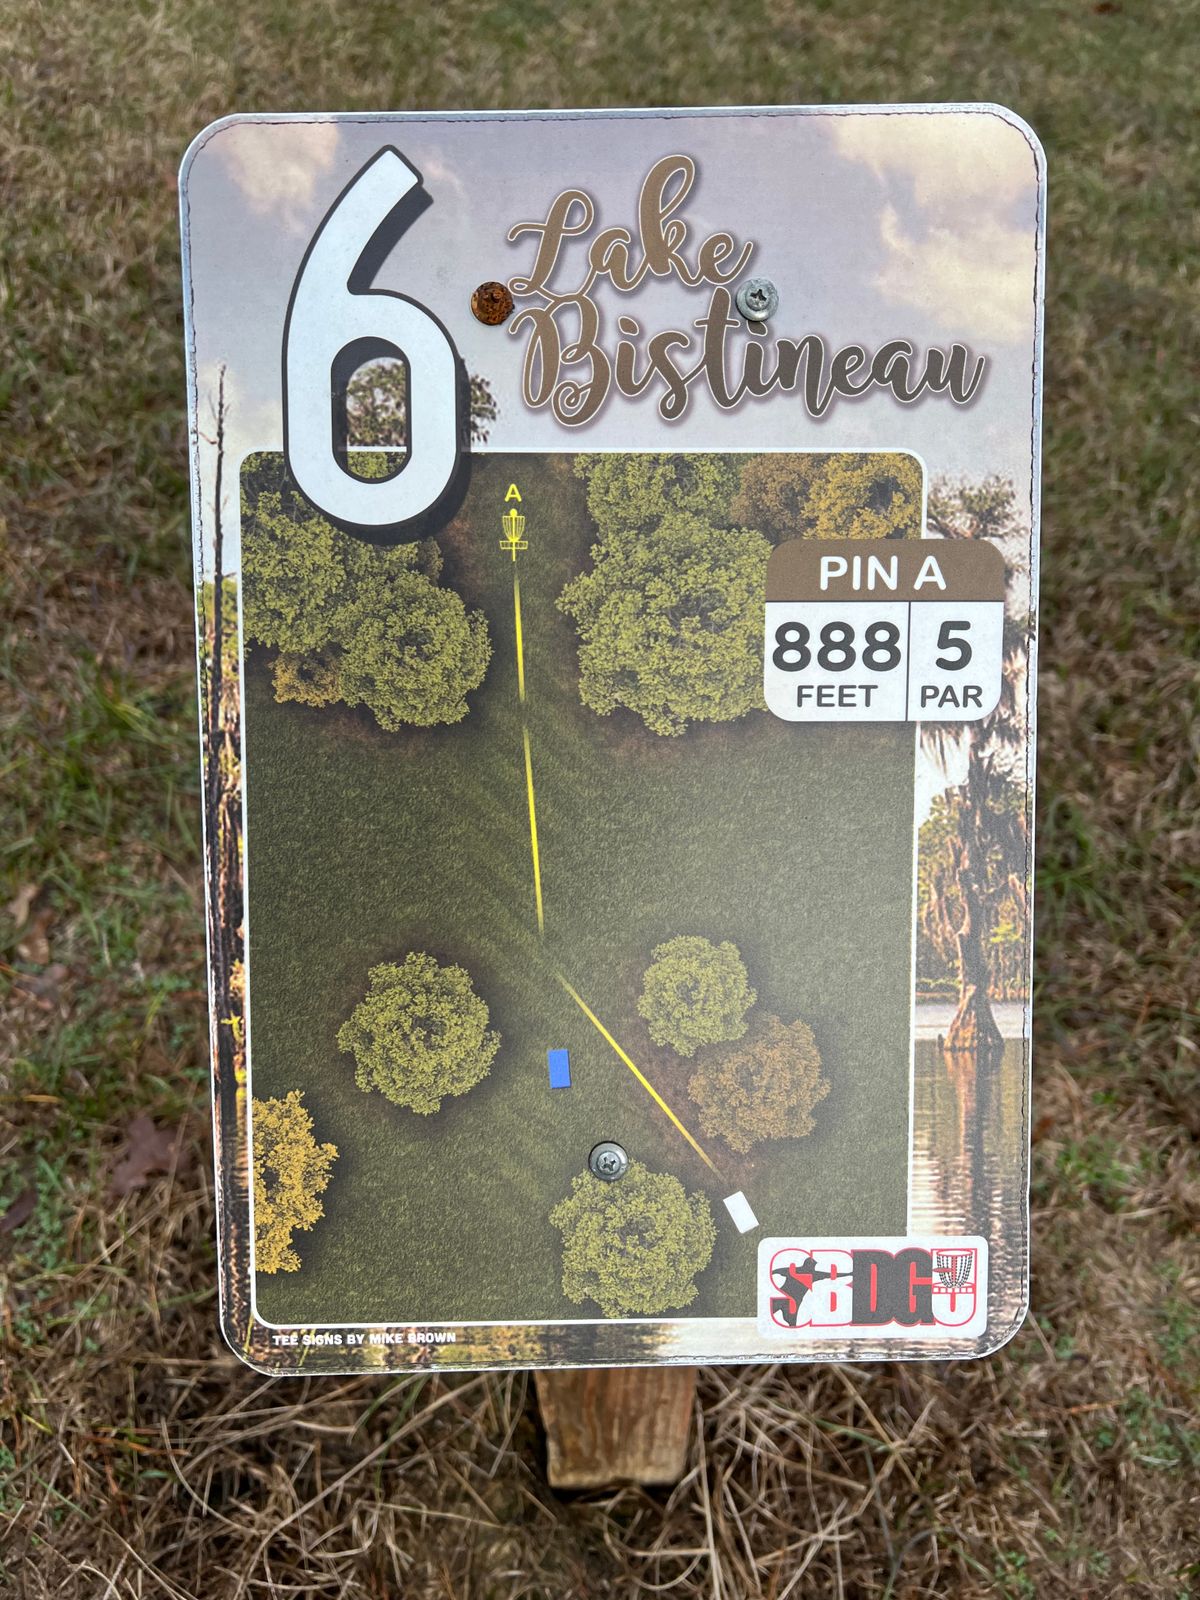 6
Lake
Bistineau
A
PIN A
888 5
FEET PAR
SBDGU
TEE SIGNS BY MIKE BROWN